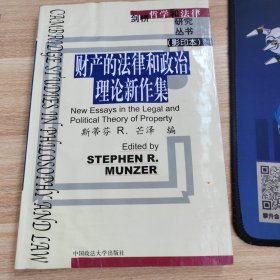 哲学和法律
剑桥 研究
丛书
(影印本)
CAMBRIDGE STUDIES IN PHILOSOPHY AND LAW
财产的法律和政治
理论新作集
New Essays in the Legal and
Political Theory of Property
斯蒂芬 R. 芒泽 编
Edited by
STEPHEN R.
MUNZER
中国政法大学出版社